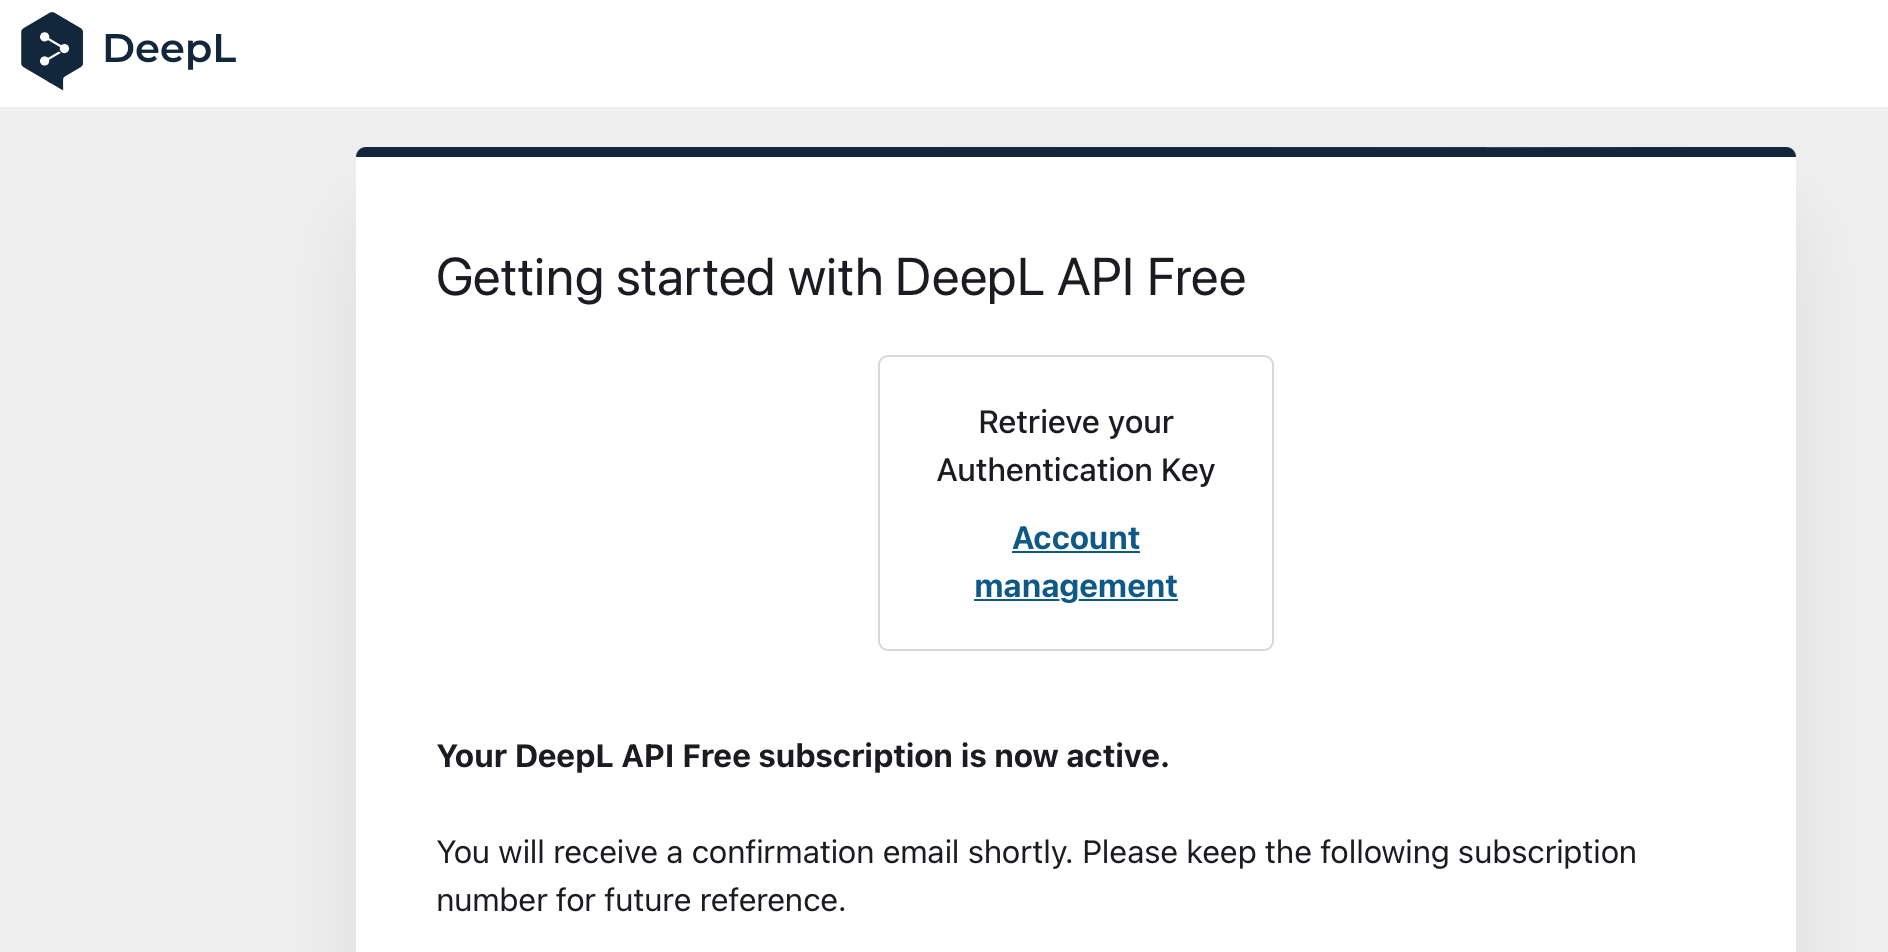 DeepL
Getting started with DeepL API Free
Retrieve your
Authentication Key
Account
management
Your DeepL API Free subscription is now active.
You will receive a confirmation email shortly. Please keep the following subscription
number for future reference.